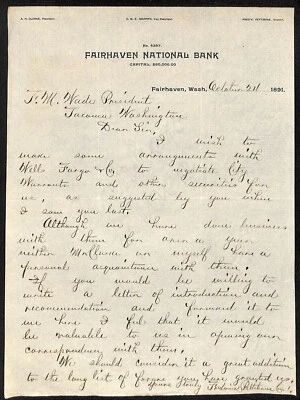 No. 4387
FAIRHAVEN NATIONAL BANK
CAPITAL, $50,000.00
Fairhaven, Wash. October 21st 1891.
T. M. Wade President
Tacoma Washington
Dear Sir;
I wish to
make some arrangements with
Wells Fargo & Co to negotiate City
Warrants and other securities for
us, as suggested by you when
I saw you last.
Although we have done business
with them for over a year,
neither Mr Clarke or myself have a
personal acquaintance with them.
If you would be willing to
write a letter of introduction and
recommendation and forward it to
me here I feel that it would
be valuable to us in opening our
correspondence with them.
We should consider it a great addition
to the long list of favors you have granted us.
Yours Truly